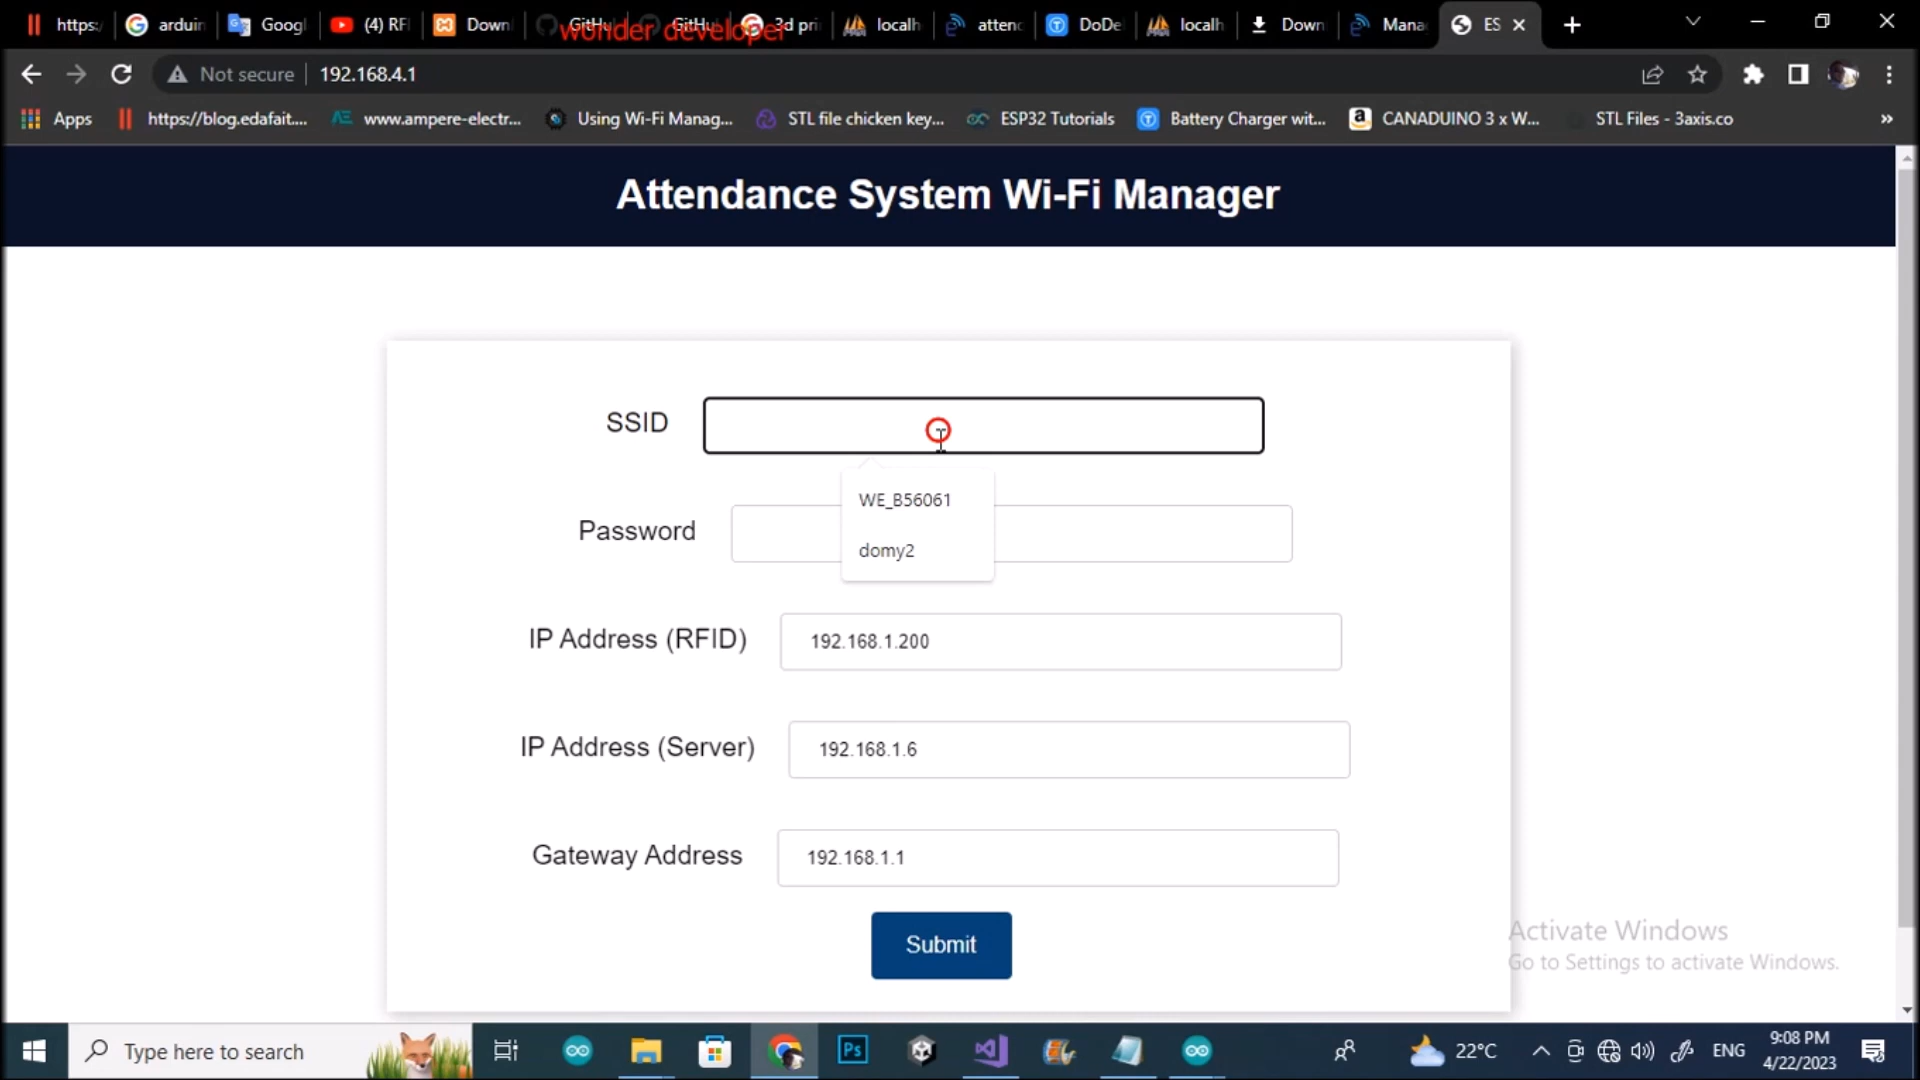 https:/
arduin
Googl
(4) RF
Down
GitHu
GitHu
3d pri
localh
attend
DoDe
localh
Down
Mana
ES
wonder developer
Not secure
192.168.4.1
Apps
https://blog.edafait....
www.ampere-electr...
Using Wi-Fi Manag...
STL file chicken key...
ESP32 Tutorials
Battery Charger wit...
CANADUINO 3 x W...
STL Files - 3axis.co
»
Attendance System Wi-Fi Manager
SSID
WE_B56061
domy2
Password
IP Address (RFID) 192.168.1.200
IP Address (Server) 192.168.1.6
Gateway Address 192.168.1.1
Submit
Activate Windows
Go to Settings to activate Windows.
Type here to search
Ps
22°C
ENG
9:08 PM
4/22/2023